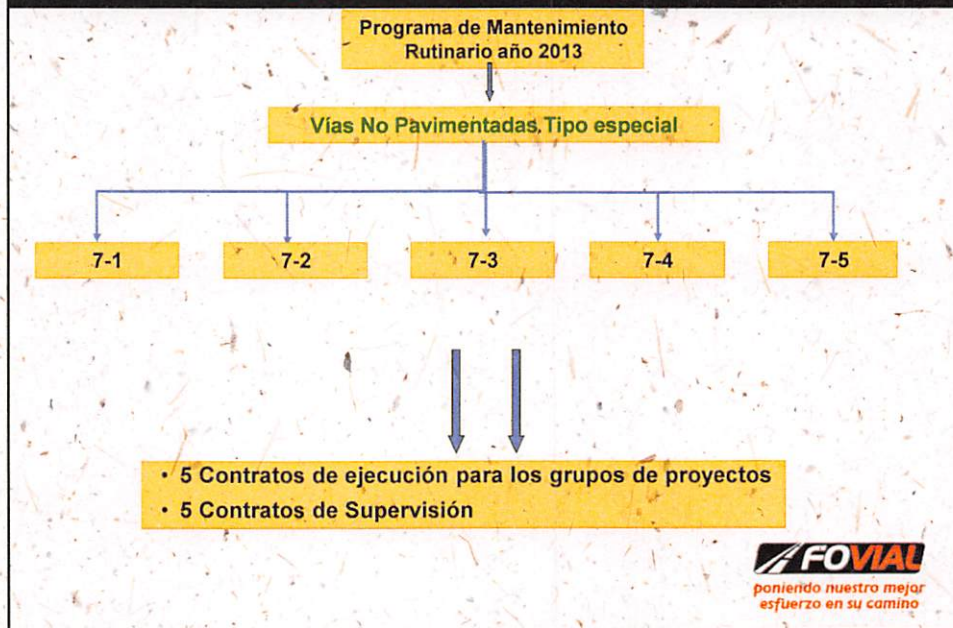 Programa de Mantenimiento
Rutinario año 2013
Vías No Pavimentadas Tipo especial
7-1
7-2
7-3
7-4
7-5
• 5 Contratos de ejecución para los grupos de proyectos
• 5 Contratos de Supervisión
FOVIAL
poniendo nuestro mejor
esfuerzo en su camino